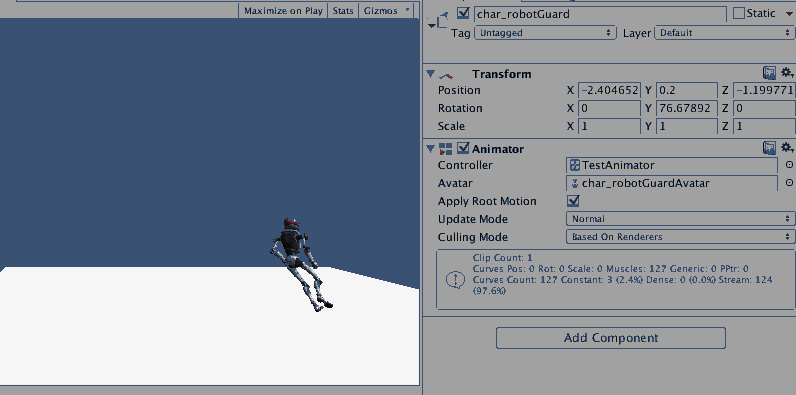 Maximize on Play Stats Gizmos
char_robotGuard Static
Tag Untagged Layer Default
Transform
Position X -2.404652 Y 0.2 Z -1.199771
Rotation X 0 Y 76.67892 Z 0
Scale X 1 Y 1 Z 1
Animator
Controller TestAnimator
Avatar char_robotGuardAvatar
Apply Root Motion
Update Mode Normal
Culling Mode Based On Renderers
Clip Count: 1
Curves Pos: 0 Rot: 0 Scale: 0 Muscles: 127 Generic: 0 PPtr: 0
Curves Count: 127 Constant: 3 (2.4%) Dense: 0 (0.0%) Stream: 124
(97.6%)
Add Component